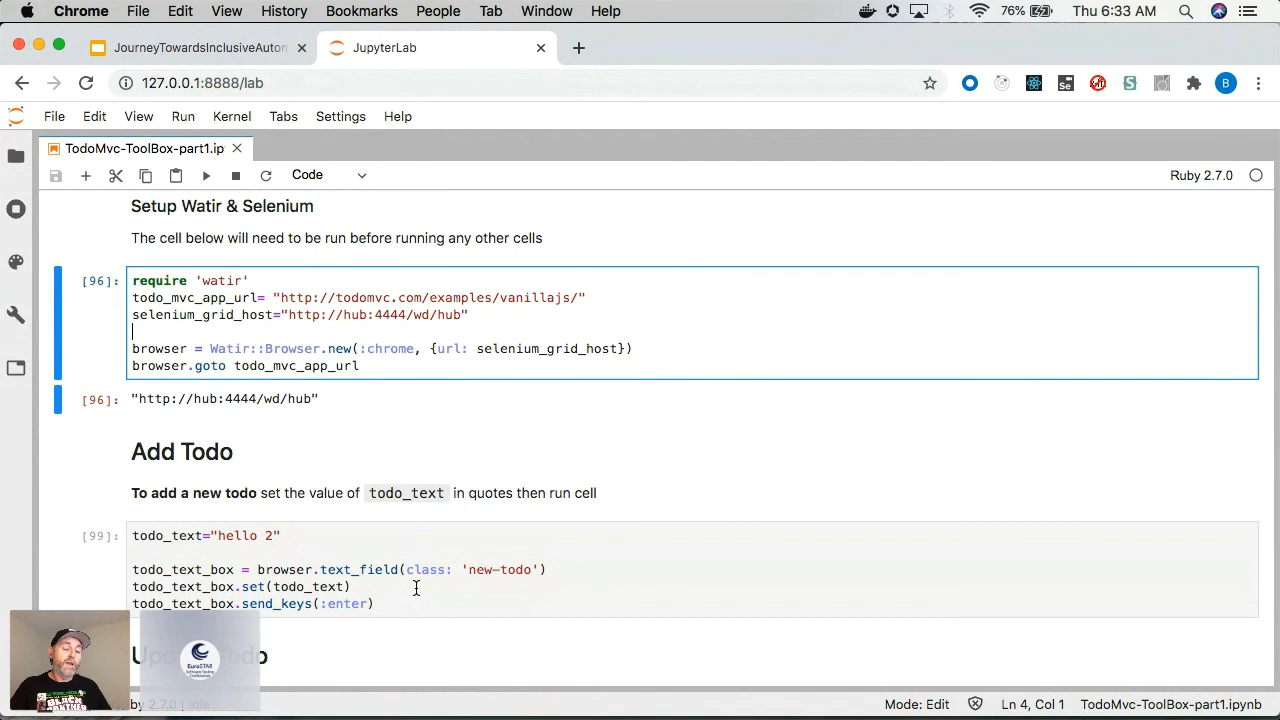 Chrome File Edit View History Bookmarks People Tab Window Help 76% Thu 6:33 AM
JourneyTowardsInclusiveAutom JupyterLab
127.0.0.1:8888/lab B
File Edit View Run Kernel Tabs Settings Help
TodoMvc-ToolBox-part1.ip
Code Ruby 2.7.0
Setup Watir & Selenium
The cell below will need to be run before running any other cells
[96]: require 'watir'
todo_mvc_app_url= "http://todomvc.com/examples/vanillajs/"
selenium_grid_host="http://hub:4444/wd/hub"
browser = Watir::Browser.new(:chrome, {url: selenium_grid_host})
browser.goto todo_mvc_app_url
[96]: "http://hub:4444/wd/hub"
Add Todo
To add a new todo set the value of todo_text in quotes then run cell
[99]: todo_text="hello 2"
todo_text_box = browser.text_field(class: 'new-todo')
todo_text_box.set(todo_text)
todo_text_box.send_keys(:enter)
EuroSTAR
Software Testing
Conferences
Mode: Edit Ln 4, Col 1 TodoMvc-ToolBox-part1.ipynb